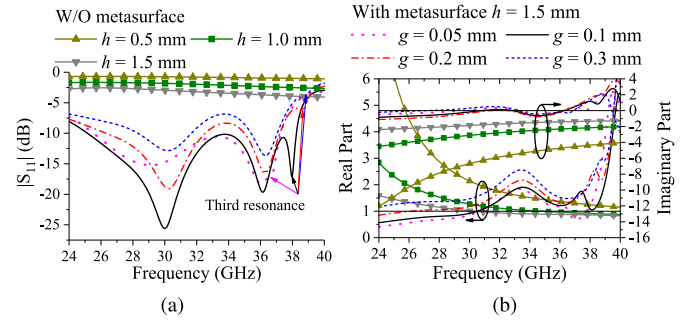 (a)
W/O metasurface
h = 0.5 mm h = 1.0 mm
h = 1.5 mm
0
-5
-10
-15
-20
-25
|S11| (dB)
Third resonance
24 26 28 30 32 34 36 38 40
Frequency (GHz)
(a)
(b)
With metasurface h = 1.5 mm
g = 0.05 mm g = 0.1 mm
g = 0.2 mm g = 0.3 mm
6
5
4
3
2
1
0
Real Part
4
2
0
-2
-4
-6
-8
-10
-12
-14
-16
Imaginary Part
24 26 28 30 32 34 36 38 40
Frequency (GHz)
(b)